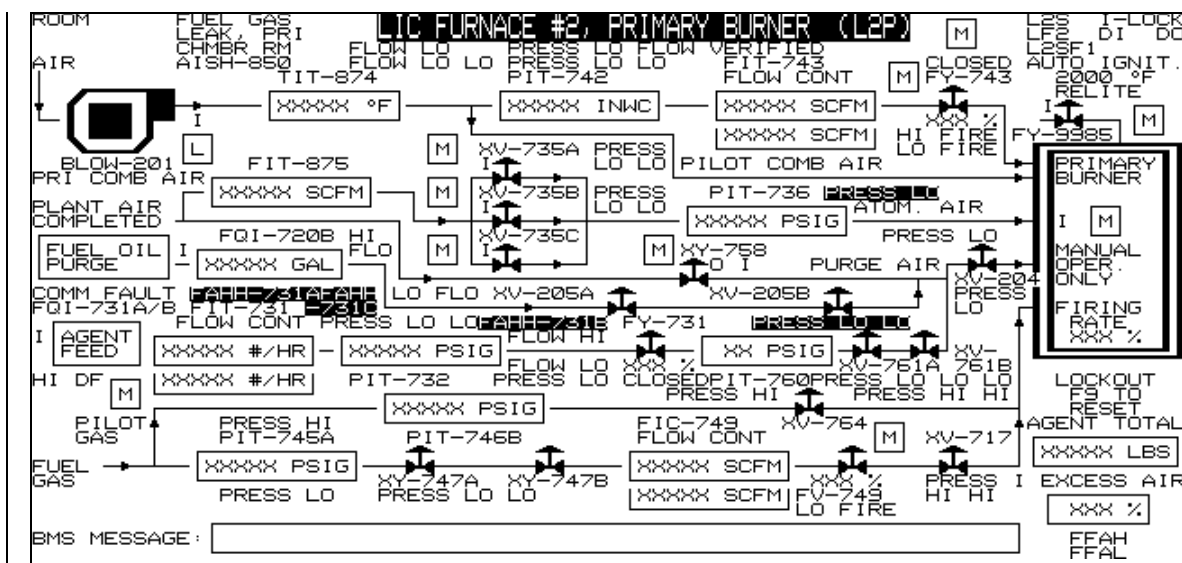 ROOM FUEL GAS LIC FURNACE #2, PRIMARY BURNER (L2P) L2S I-LOCK
LEAK, PRI M LF2 DI DO
CHMBR RM FLOW LO PRESS LO FLOW VERIFIED L2SF1
AIR AISH-850 FLOW LO LO PRESS LO LO FIT-743 CLOSED AUTO IGNIT.
TIT-874 PIT-742 FLOW CONT M FY-743 2000 °F
RELITE
XXXXX °F XXXXX INWC XXXXX SCFM I
I XXX % M
XXXXX SCFM HI FIRE FY-9985
L M XV-735A PRESS LO FIRE
BLOW-201 FIT-875 I LO LO PILOT COMB AIR PRIMARY
PRI COMB AIR BURNER
XXXXX SCFM M XV-735B PRESS PIT-736 PRESS LO
PLANT AIR I LO LO ATOM. AIR
COMPLETED XXXXX PSIG I M
FQI-720B HI XV-735C PRESS LO
FUEL OIL I FLO M M XY-758 MANUAL
PURGE XXXXX GAL O I PURGE AIR OPER.
XV-204 ONLY
COMM FAULT FAHH-731AFAHH LO FLO XV-205A XV-205B PRESS
FQI-731A/B FIT-731 -731C LO FIRING
FLOW CONT PRESS LO LOFAHH-731B FY-731 PRESS LO LO RATE
I AGENT FLOW HI XXX %
FEED XXXXX #/HR XXXXX PSIG XX PSIG XV-
FLOW LO XXX % XV-761A 761B
HI DF XXXXX #/HR PIT-732 PRESS LO CLOSEDPIT-760PRESS LO LO LO LOCKOUT
M PRESS HI PRESS HI HI F9 TO
XXXXX PSIG RESET
PILOT PRESS HI FIC-749 XV-764 AGENT TOTAL
GAS PIT-745A PIT-746B FLOW CONT M XV-717
XXXXX LBS
FUEL XXXXX PSIG XXXXX SCFM
GAS XY-747A XY-747B XXX % PRESS I EXCESS AIR
PRESS LO PRESS LO LO XXXXX SCFM FV-749 HI HI
LO FIRE XXX %
BMS MESSAGE: FFAH
FFAL